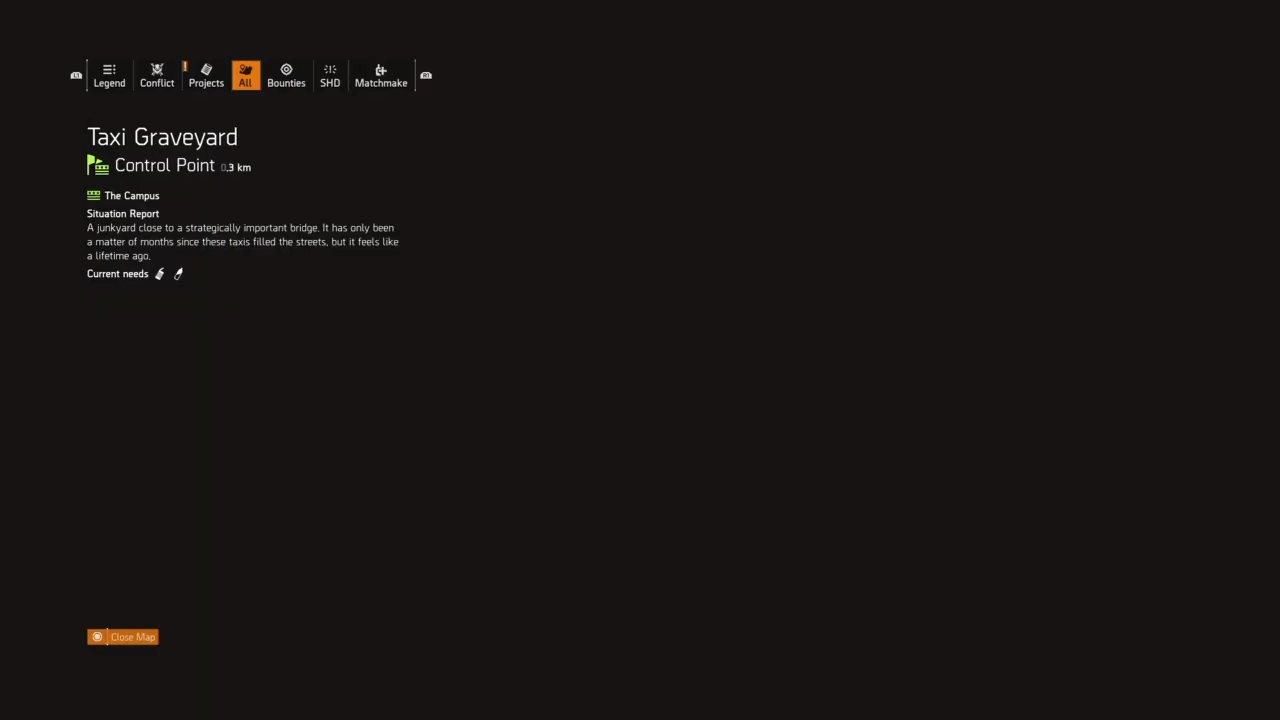 L1 Legend Conflict ! Projects All Bounties SHD Matchmake R1
Taxi Graveyard
Control Point 0.3 km
The Campus
Situation Report
A junkyard close to a strategically important bridge. It has only been
a matter of months since these taxis filled the streets, but it feels like
a lifetime ago.
Current needs
Close Map